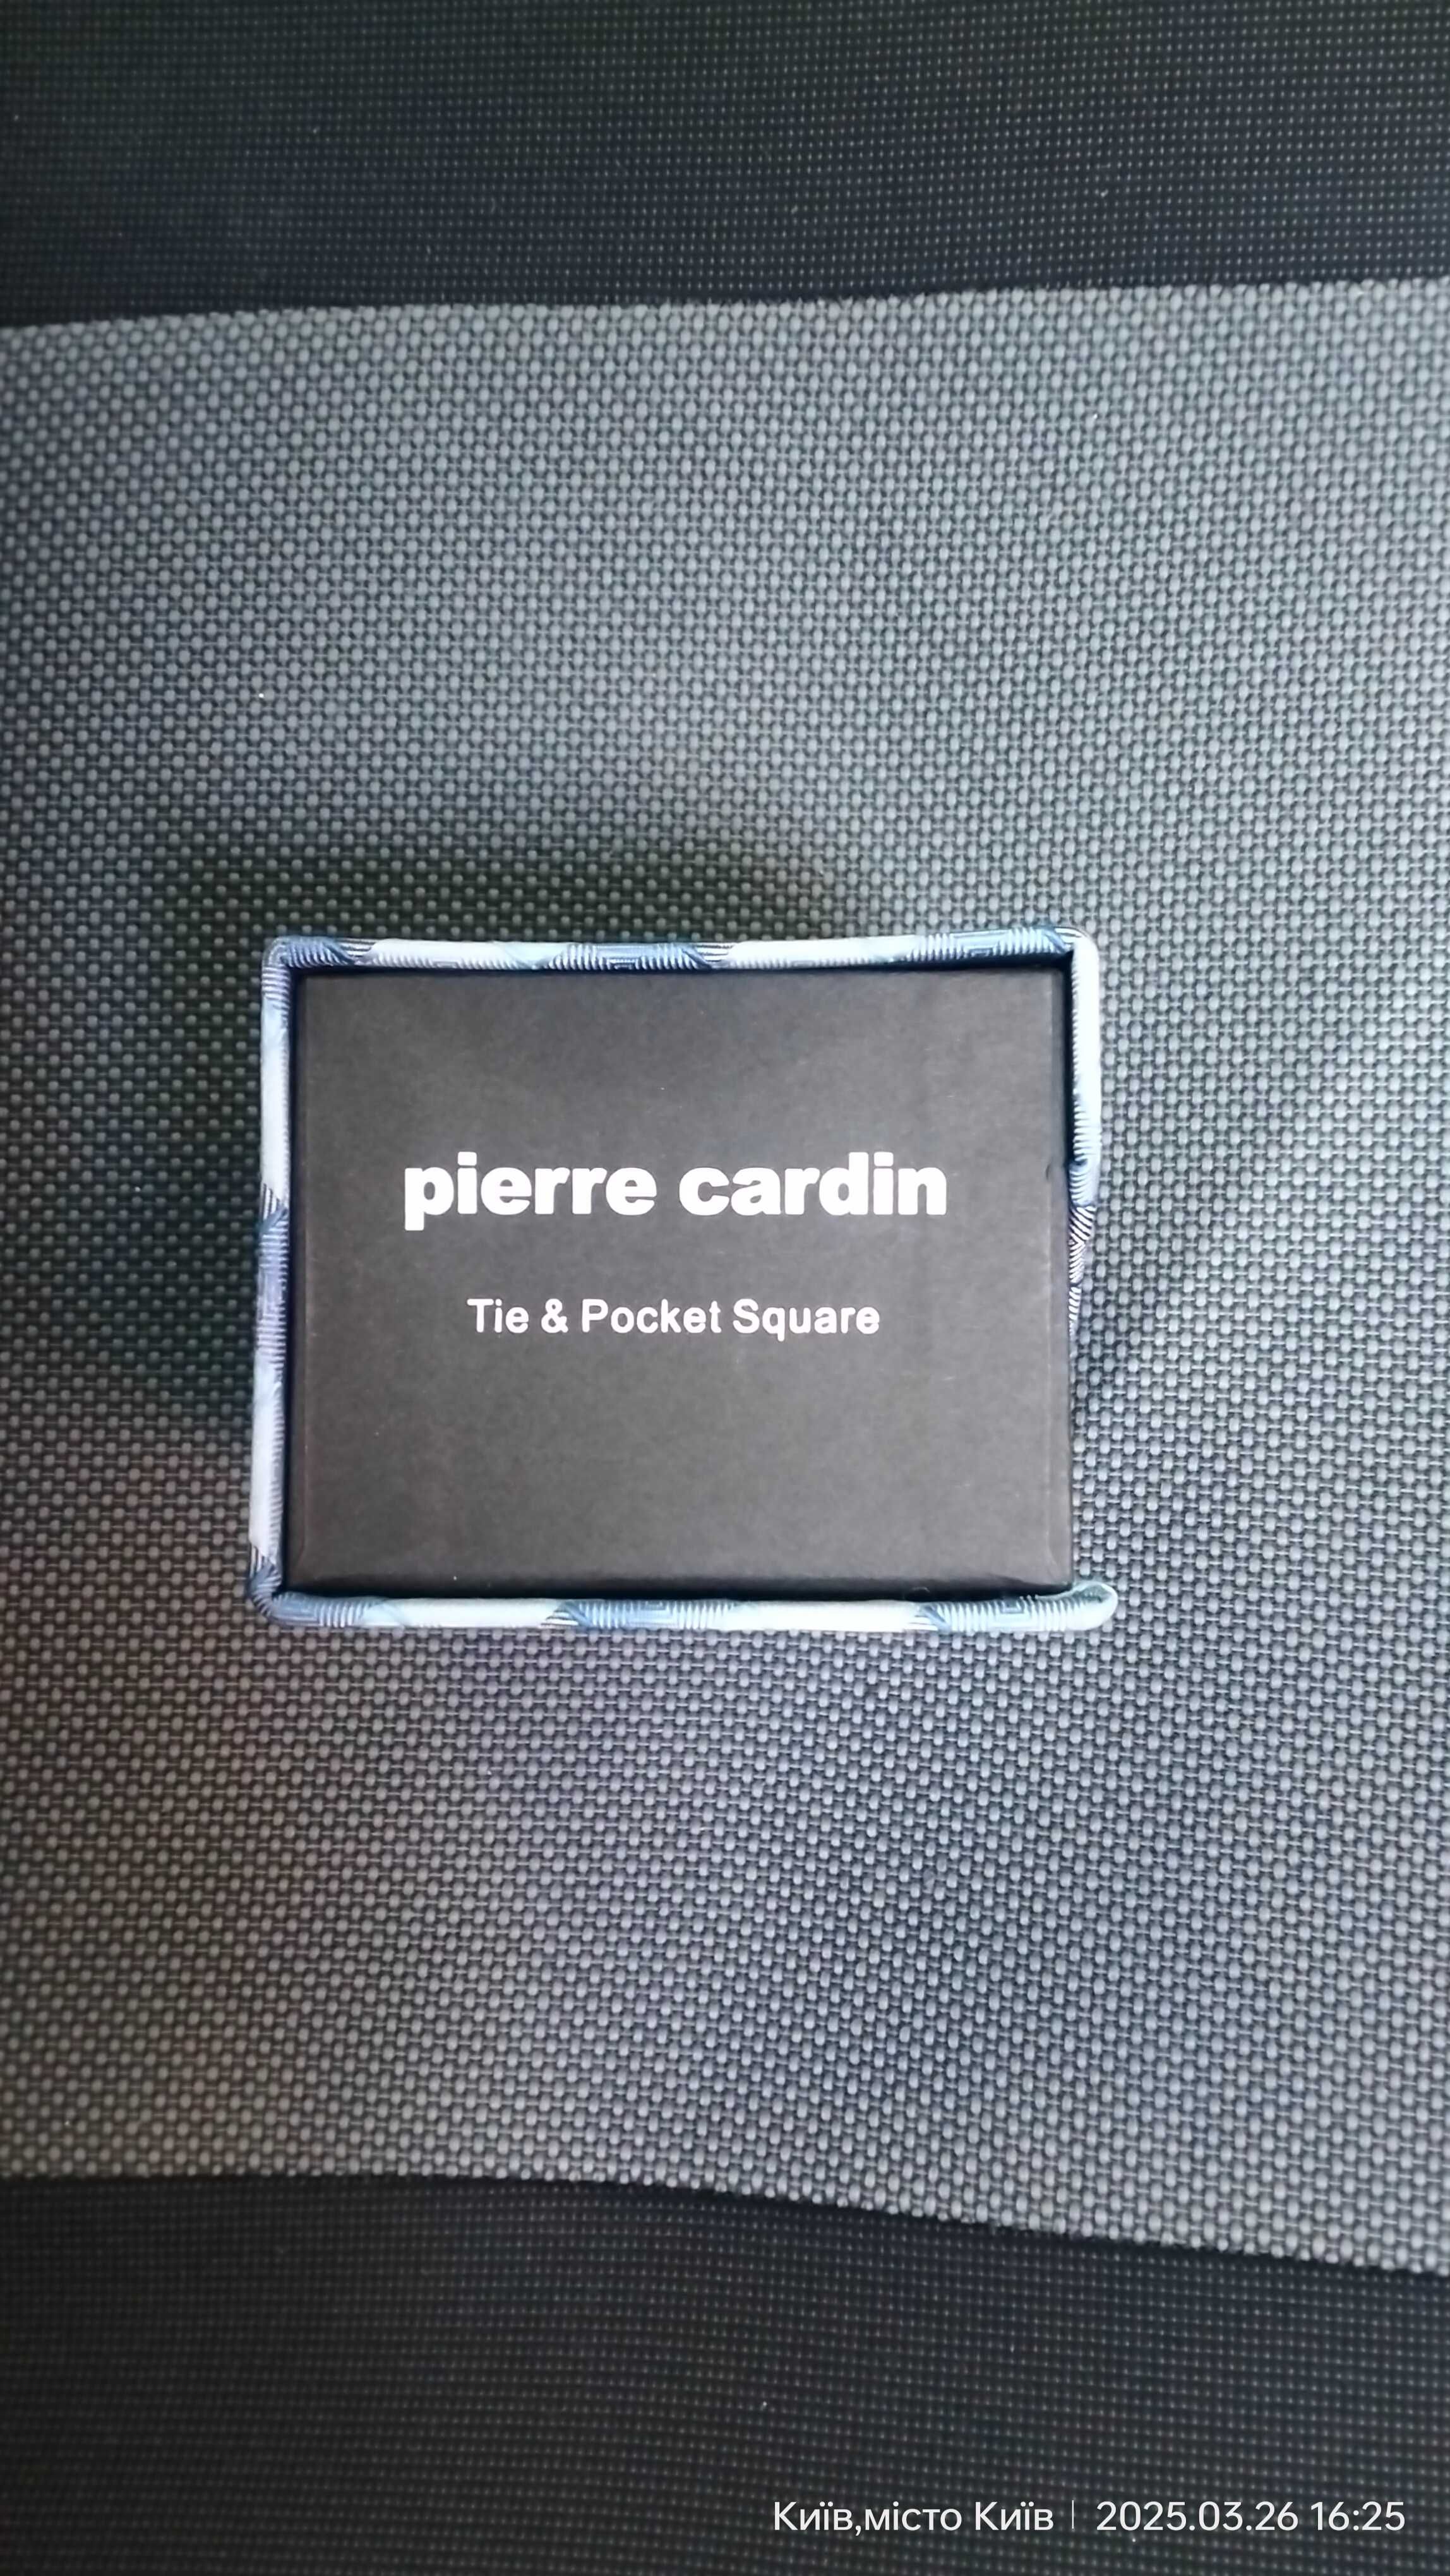 pierre cardin
Tie & Pocket Square
Київ,місто Київ | 2025.03.26 16:25